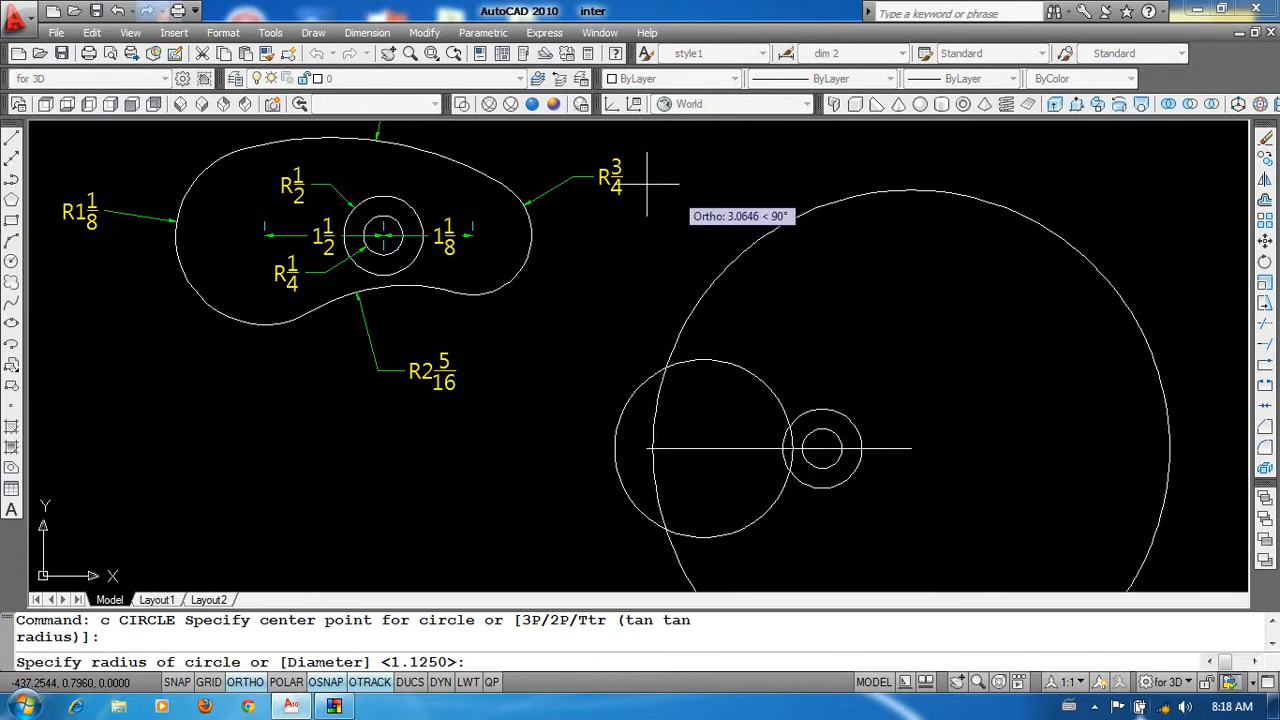 AutoCAD 2010 inter
Type a keyword or phrase
File Edit View Insert Format Tools Draw Dimension Modify Parametric Express Window Help
style1 dim 2 Standard Standard
for 3D 0 ByLayer ByLayer ByLayer ByColor
World
R1 1/8
R1/2
R3/4
1 1/2
1 1/8
R1/4
R2 5/16
Ortho: 3.0646 < 90°
Y
X
Model Layout1 Layout2
Command: c CIRCLE Specify center point for circle or [3P/2P/Ttr (tan tan
radius)]:
Specify radius of circle or [Diameter] <1.1250>:
-437.2544, 0.7960, 0.0000 SNAP GRID ORTHO POLAR OSNAP OTRACK DUCS DYN LWT QP MODEL 1:1 for 3D
8:18 AM